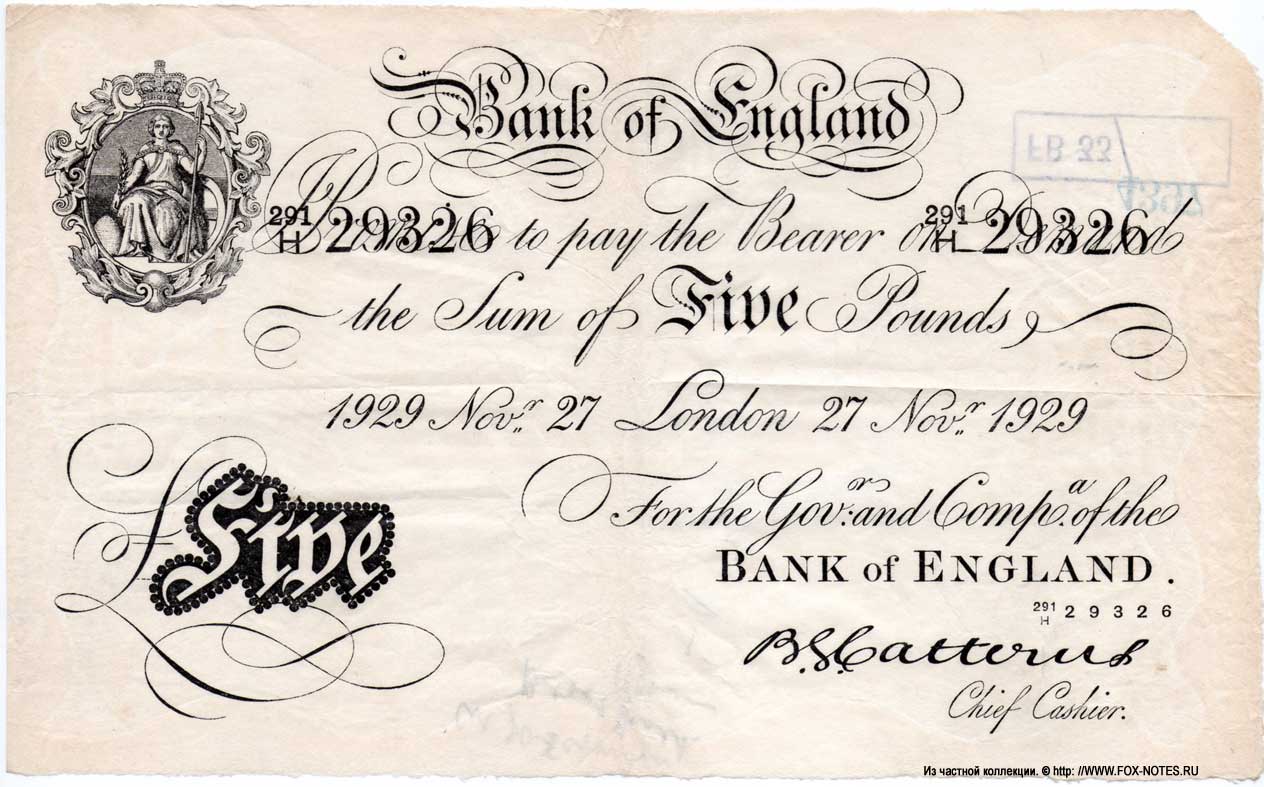 Bank of England
291 H 29326 291 H 29326
I Promise to pay the Bearer on Demand
the Sum of Five Pounds,
1929 Novr. 27 London 27 Novr. 1929
For the Govr. and Compa. of the
BANK of ENGLAND.
291 H 29326
£Five
B.G. Catterns
Chief Cashier.
Из частной коллекции. © http: //WWW.FOX-NOTES.RU